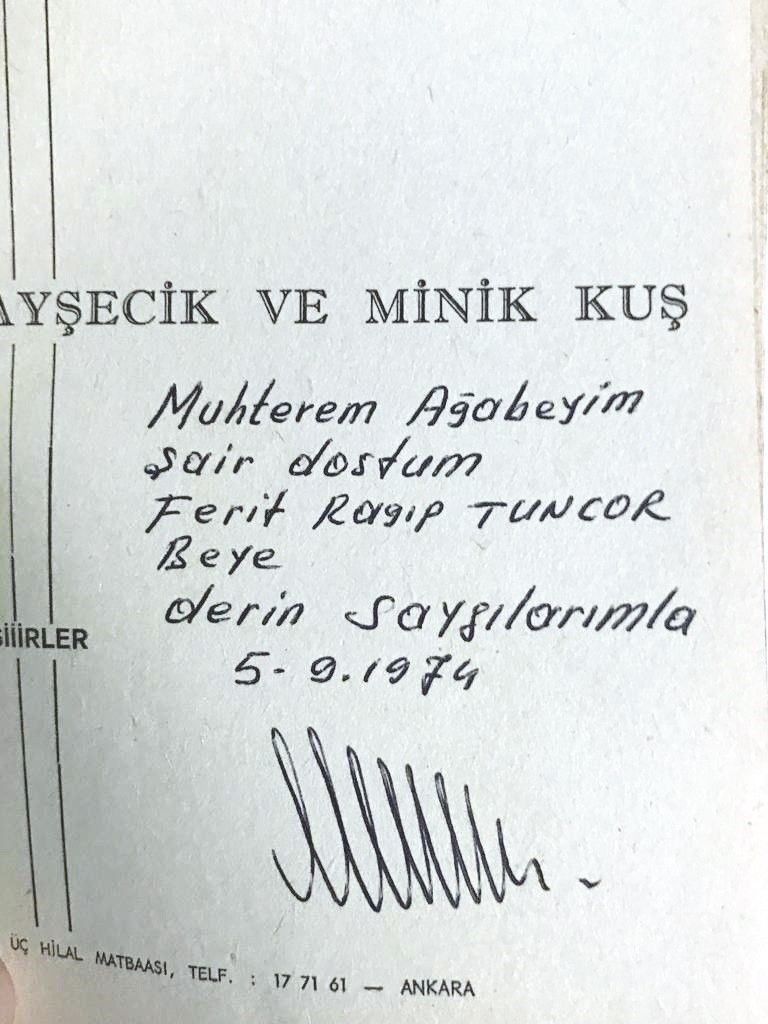 AYŞECİK VE MİNİK KUŞ
Muhterem Ağabeyim
şair dostum
Ferit Ragıp TUNCOR
Beye
derin saygılarımla
ŞİİİRLER
5-9.1974
ÜÇ HİLAL MATBAASI, TELF. : 17 71 61 — ANKARA